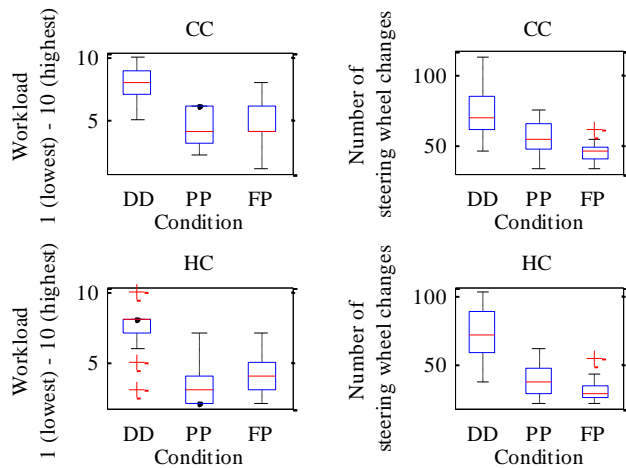 CC
Workload
1 (lowest) - 10 (highest)
10
5
DD PP FP
Condition
CC
Number of
steering wheel changes
100
50
DD PP FP
Condition
HC
Workload
1 (lowest) - 10 (highest)
10
5
DD PP FP
Condition
HC
Number of
steering wheel changes
100
50
DD PP FP
Condition